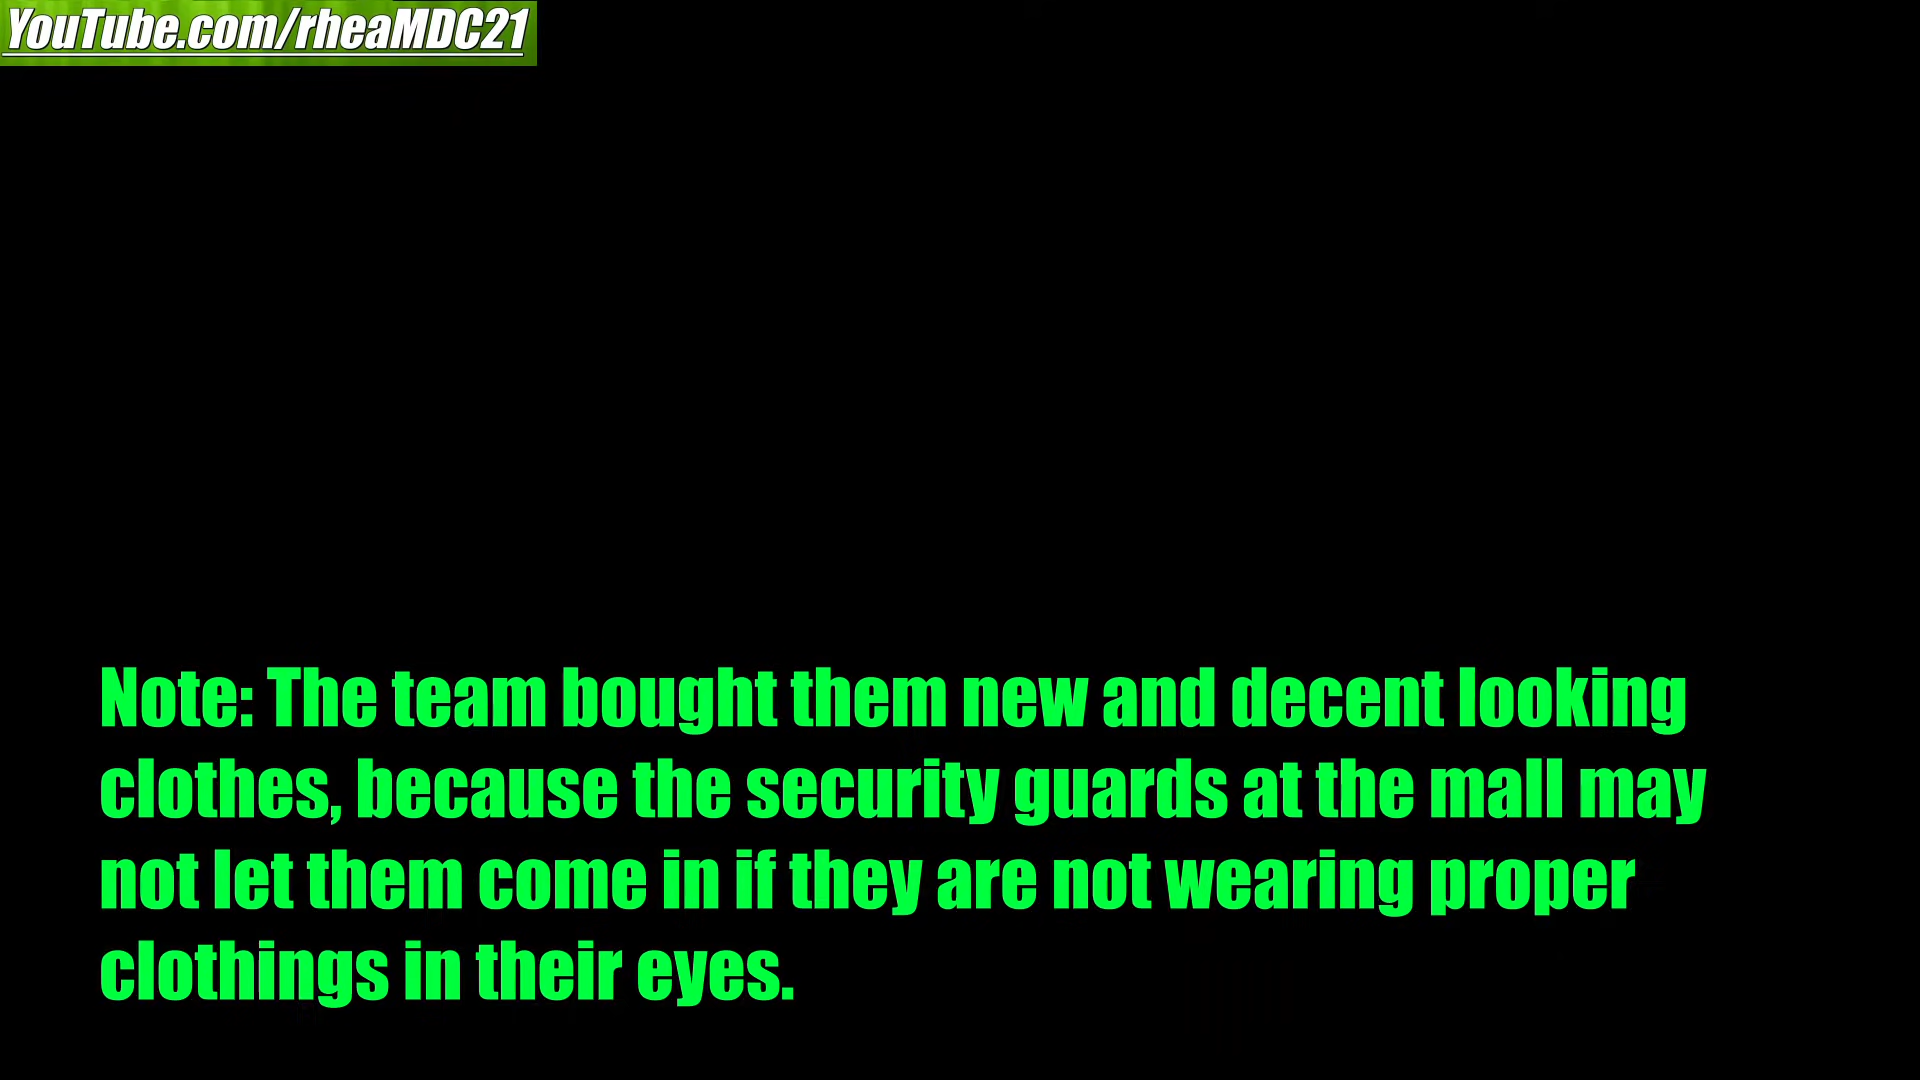 YouTube.com/rheaMDC21
Note: The team bought them new and decent looking
clothes, because the security guards at the mall may
not let them come in if they are not wearing proper
clothings in their eyes.